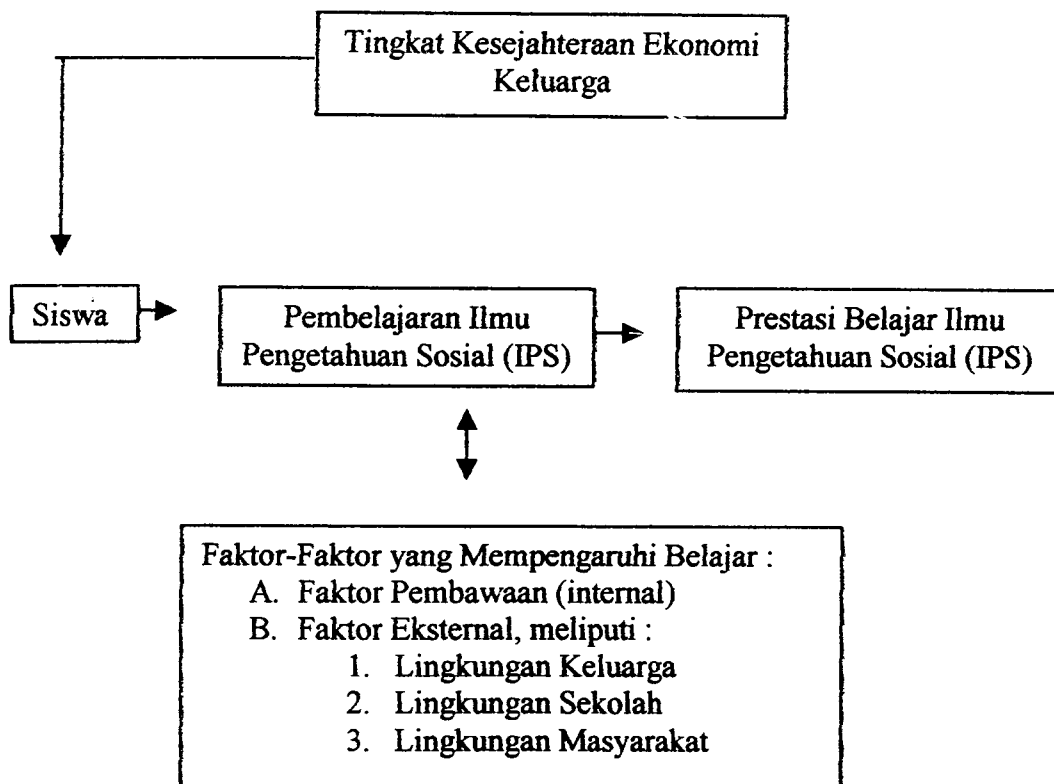 Tingkat Kesejahteraan Ekonomi
Keluarga
Siswa
Pembelajaran Ilmu
Pengetahuan Sosial (IPS)
Prestasi Belajar Ilmu
Pengetahuan Sosial (IPS)
Faktor-Faktor yang Mempengaruhi Belajar :
A. Faktor Pembawaan (internal)
B. Faktor Eksternal, meliputi :
1. Lingkungan Keluarga
2. Lingkungan Sekolah
3. Lingkungan Masyarakat